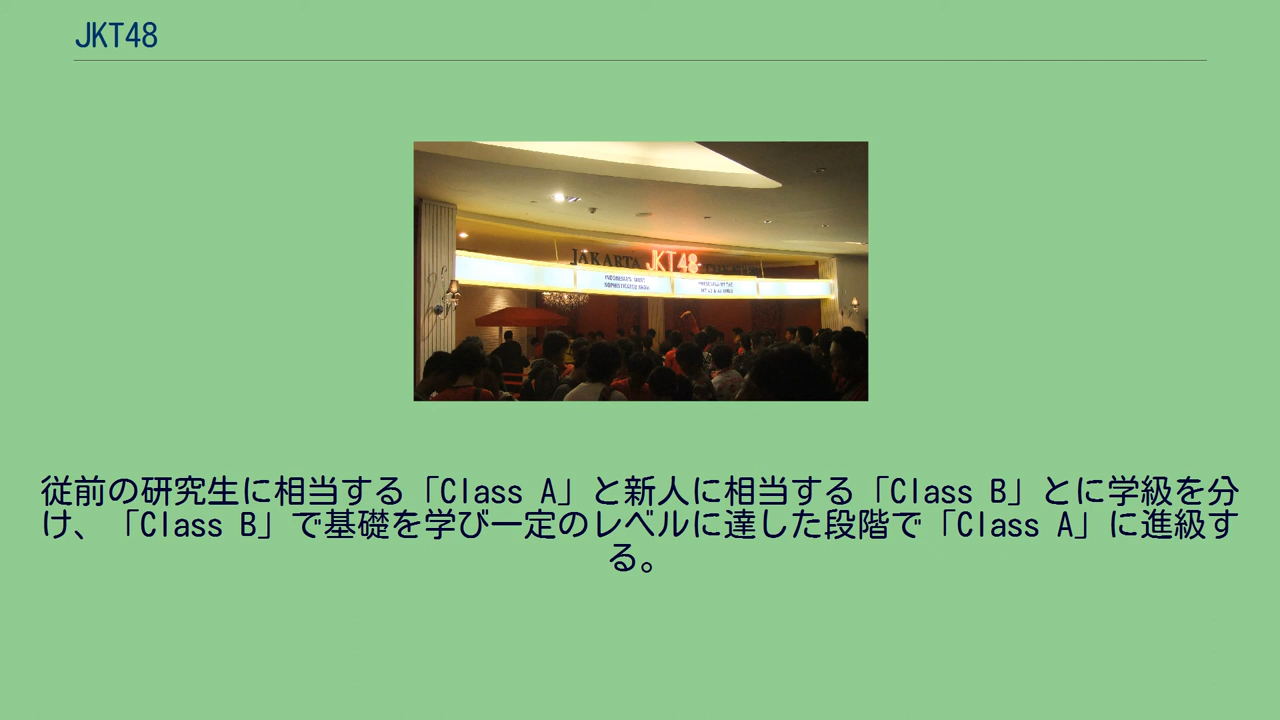 JKT48
JAKARTA JKT48
従前の研究生に相当する「Class A」と新人に相当する「Class B」とに学級を分
け、「Class B」で基礎を学び一定のレベルに達した段階で「Class A」に進級す
る。